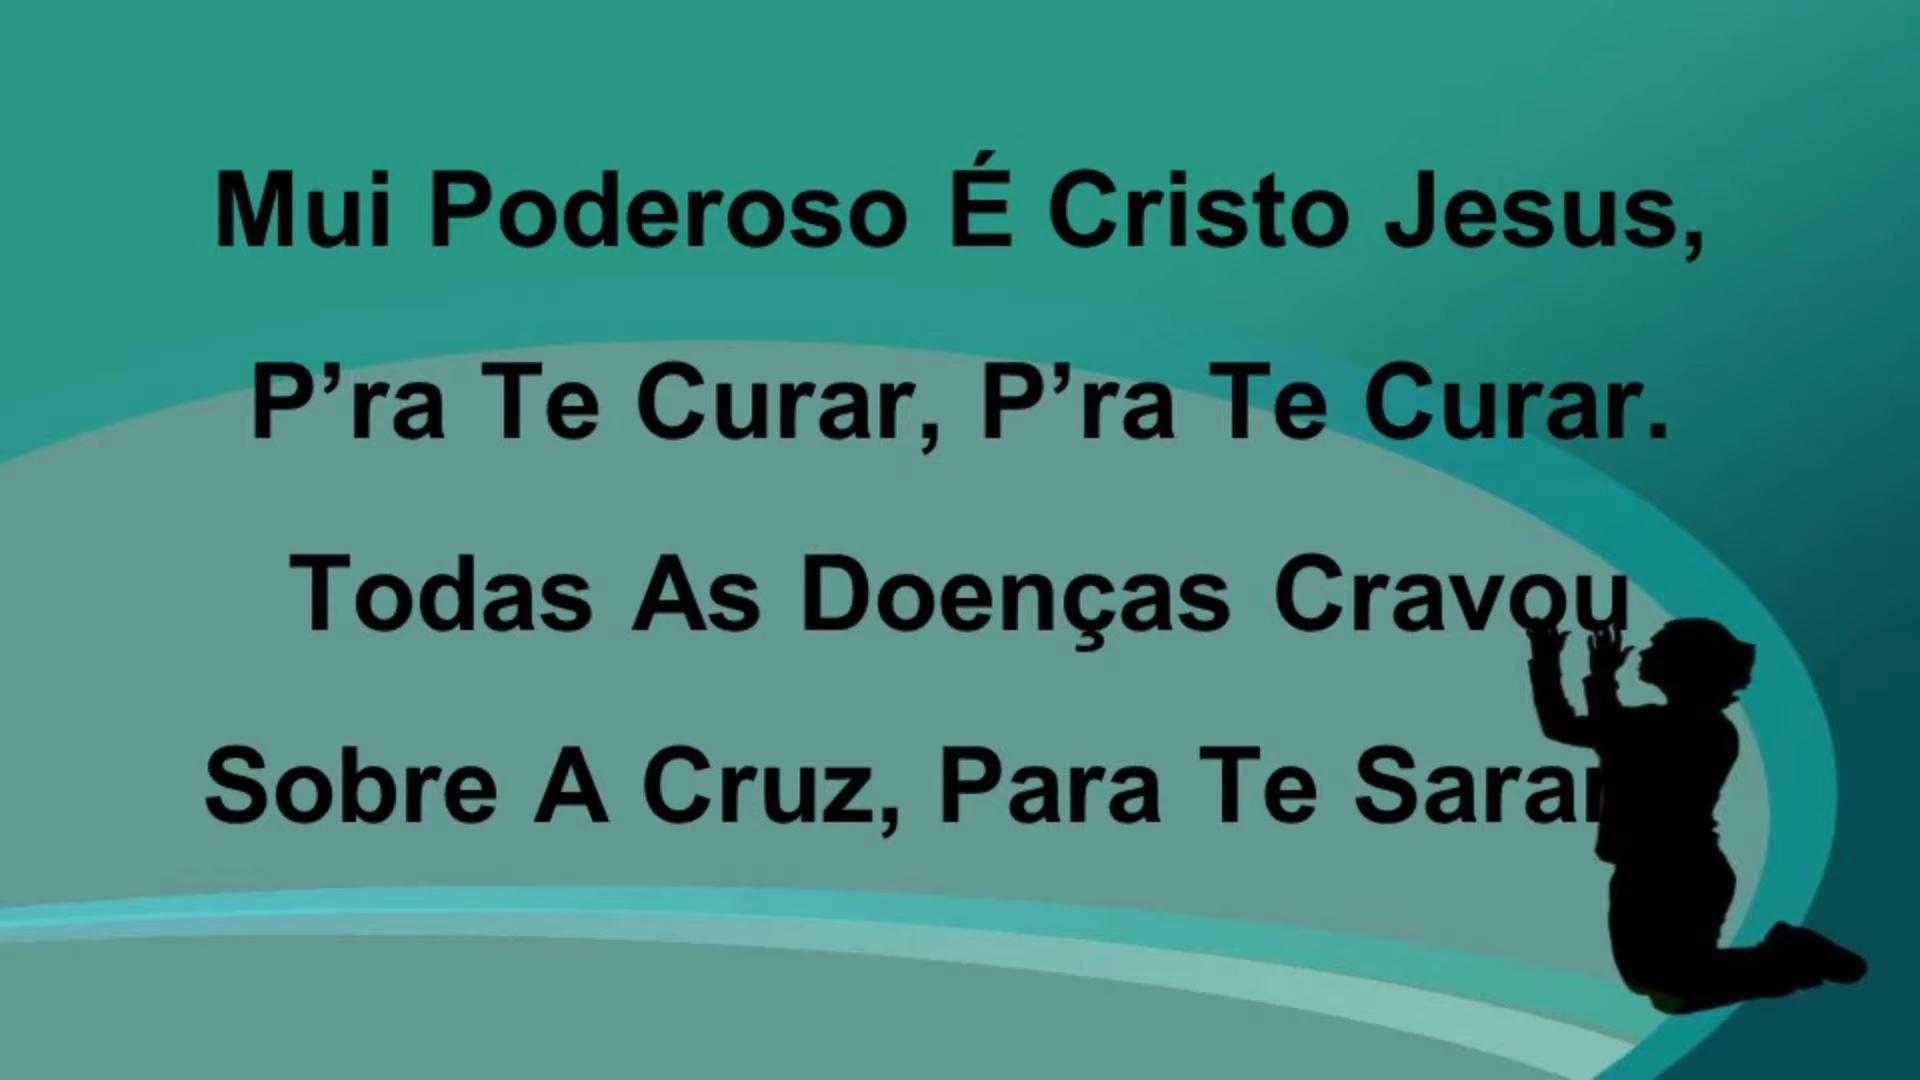 Mui Poderoso É Cristo Jesus,
P’ra Te Curar, P’ra Te Curar.
Todas As Doenças Cravou
Sobre A Cruz, Para Te Sarar